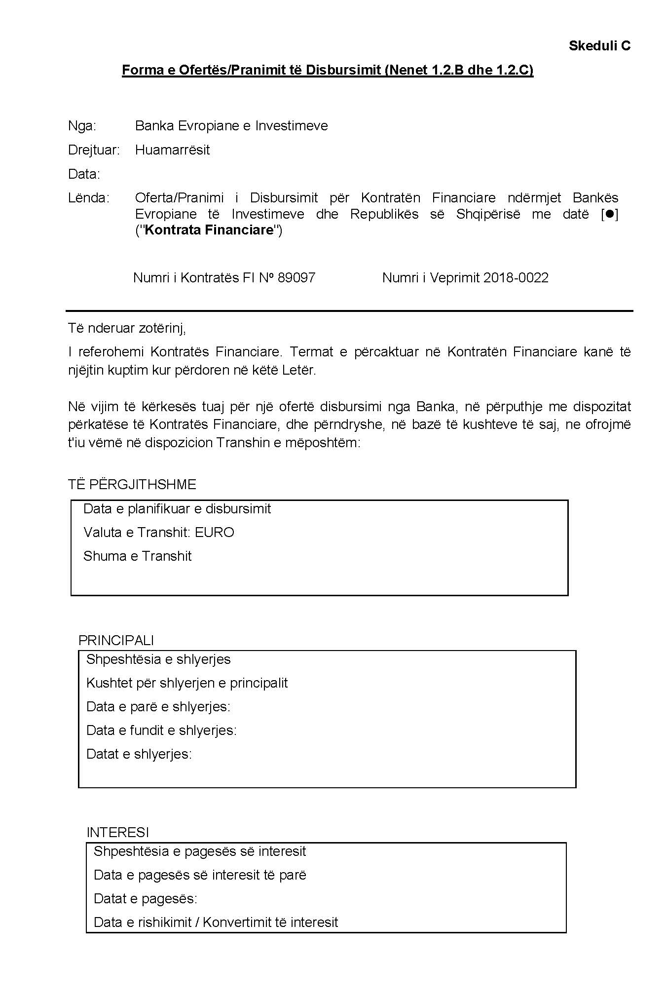 Skeduli C
Forma e Ofertës/Pranimit të Disbursimit (Nenet 1.2.B dhe 1.2.C)
Nga: Banka Evropiane e Investimeve
Drejtuar: Huamarrësit
Data:
Lënda: Oferta/Pranimi i Disbursimit për Kontratën Financiare ndërmjet Bankës
Evropiane të Investimeve dhe Republikës së Shqipërisë me datë [●]
("Kontrata Financiare")
Numri i Kontratës FI Nº 89097 Numri i Veprimit 2018-0022
Të nderuar zotërinj,
I referohemi Kontratës Financiare. Termat e përcaktuar në Kontratën Financiare kanë të
njëjtin kuptim kur përdoren në këtë Letër.
Në vijim të kërkesës tuaj për një ofertë disbursimi nga Banka, në përputhje me dispozitat
përkatëse të Kontratës Financiare, dhe përndryshe, në bazë të kushteve të saj, ne ofrojmë
t'iu vëmë në dispozicion Transhin e mëposhtëm:
TË PËRGJITHSHME
Data e planifikuar e disbursimit
Valuta e Transhit: EURO
Shuma e Transhit
PRINCIPALI
Shpeshtësia e shlyerjes
Kushtet për shlyerjen e principalit
Data e parë e shlyerjes:
Data e fundit e shlyerjes:
Datat e shlyerjes:
INTERESI
Shpeshtësia e pagesës së interesit
Data e pagesës së interesit të parë
Datat e pagesës:
Data e rishikimit / Konvertimit të interesit